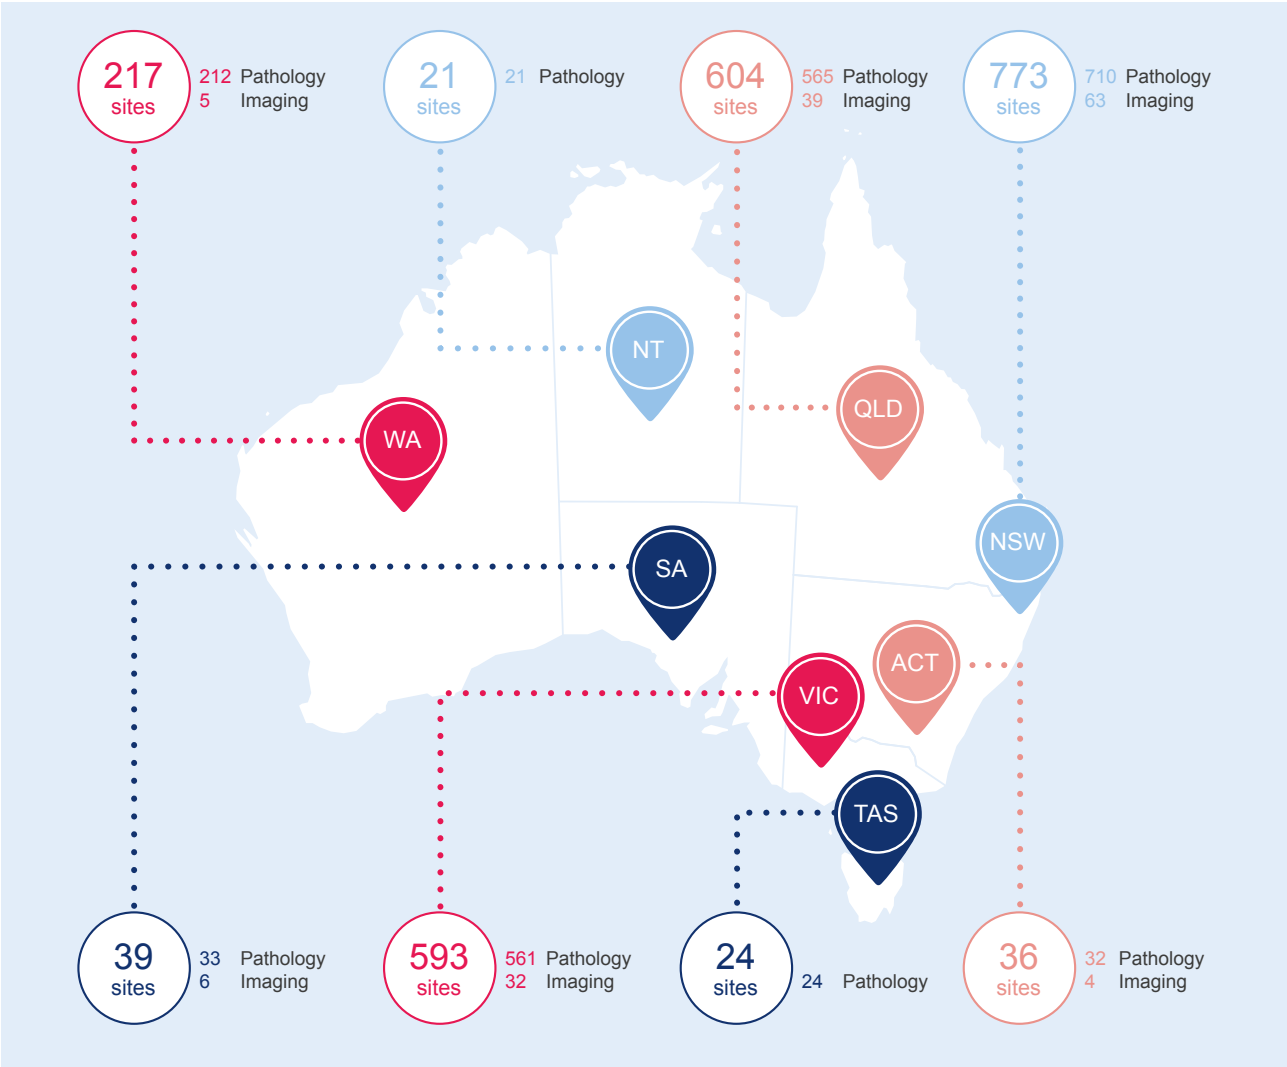 217
sites
212 Pathology
5 Imaging
21
sites
21 Pathology
604
sites
565 Pathology
39 Imaging
773
sites
710 Pathology
63 Imaging
NT
QLD
WA
NSW
SA
ACT
VIC
TAS
39
sites
33 Pathology
6 Imaging
593
sites
561 Pathology
32 Imaging
24
sites
24 Pathology
36
sites
32 Pathology
4 Imaging